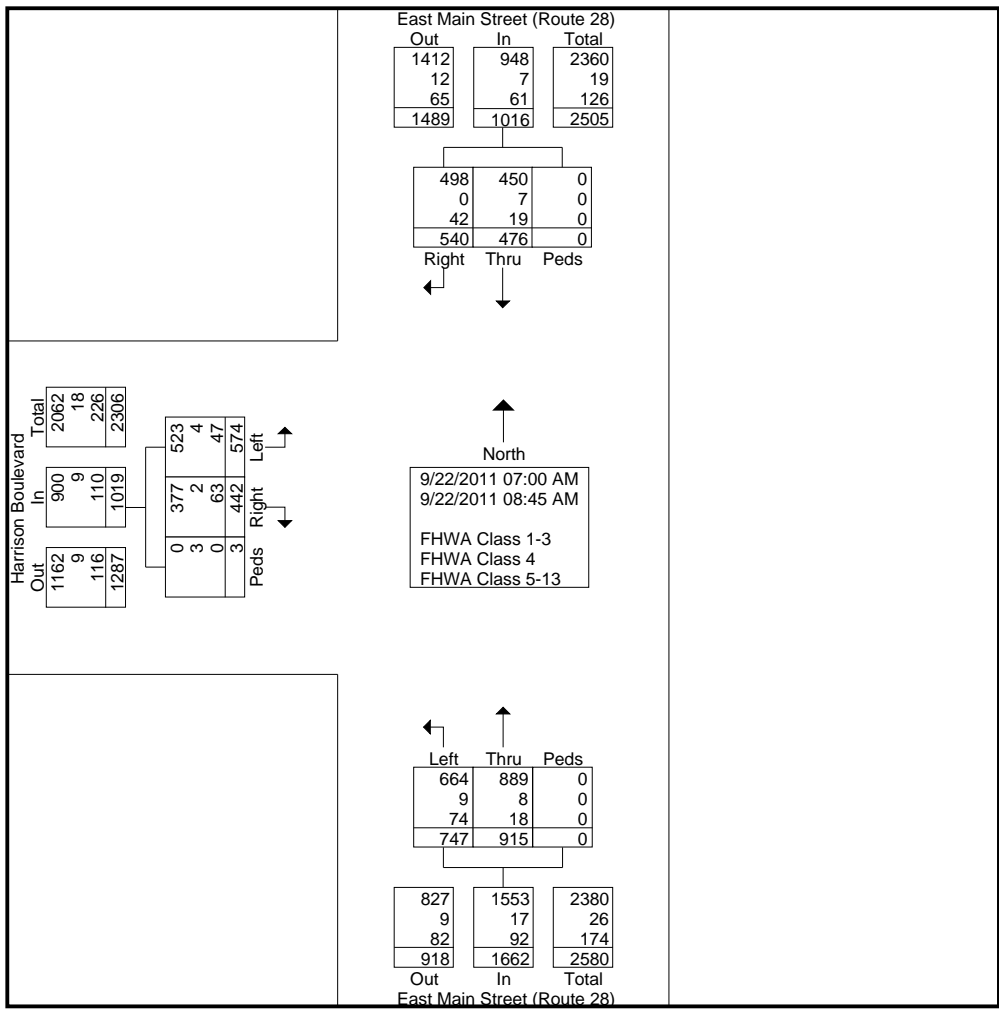 East Main Street (Route 28)
Out In Total
1412 948 2360
12 7 19
65 61 126
1489 1016 2505
498 450 0
0 7 0
42 19 0
540 476 0
Right Thru Peds
Harrison Boulevard
Out In Total
1162 900 2062
9 9 18
116 110 226
1287 1019 2306
0 377 523
3 2 4
0 63 47
3 442 574
Peds Right Left
North
9/22/2011 07:00 AM
9/22/2011 08:45 AM
FHWA Class 1-3
FHWA Class 4
FHWA Class 5-13
Left Thru Peds
664 889 0
9 8 0
74 18 0
747 915 0
827 1553 2380
9 17 26
82 92 174
918 1662 2580
Out In Total
East Main Street (Route 28)